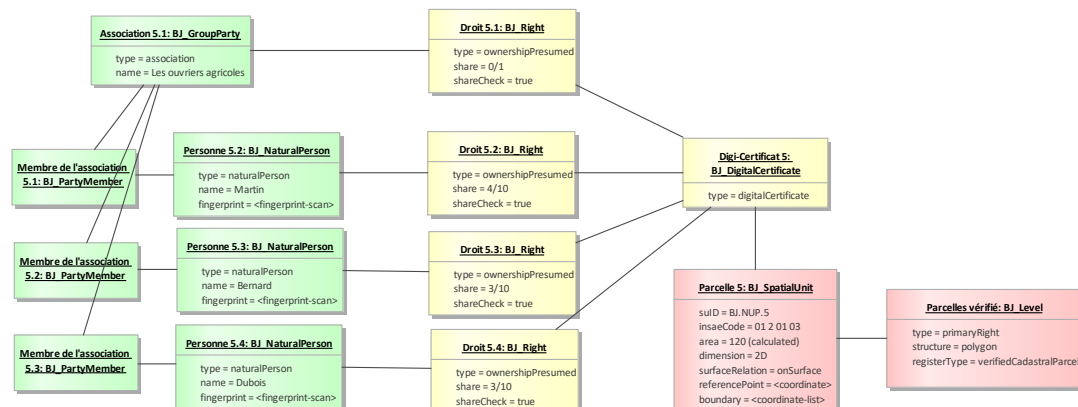 Association 5.1: BJ_GroupParty
type = association
name = Les ouvriers agricoles
Droit 5.1: BJ_Right
type = ownershipPresumed
share = 0/1
shareCheck = true
Membre de l'association
5.1: BJ_PartyMember
Personne 5.2: BJ_NaturalPerson
type = naturalPerson
name = Martin
fingerprint = <fingerprint-scan>
Droit 5.2: BJ_Right
type = ownershipPresumed
share = 4/10
shareCheck = true
Digi-Certificat 5:
BJ_DigitalCertificate
type = digitalCertificate
Membre de l'association
5.2: BJ_PartyMember
Personne 5.3: BJ_NaturalPerson
type = naturalPerson
name = Bernard
fingerprint = <fingerprint-scan>
Droit 5.3: BJ_Right
type = ownershipPresumed
share = 3/10
shareCheck = true
Membre de l'association
5.3: BJ_PartyMember
Personne 5.4: BJ_NaturalPerson
type = naturalPerson
name = Dubois
fingerprint = <fingerprint-scan>
Droit 5.4: BJ_Right
type = ownershipPresumed
share = 3/10
shareCheck = true
Parcelle 5: BJ_SpatialUnit
suID = BJ.NUP.5
insaeCode = 01 2 01 03
area = 120 (calculated)
dimension = 2D
surfaceRelation = onSurface
referencePoint = <coordinate>
boundary = <coordinate-list>
Parcelles vérifié: BJ_Level
type = primaryRight
structure = polygon
registerType = verifiedCadastralParcel